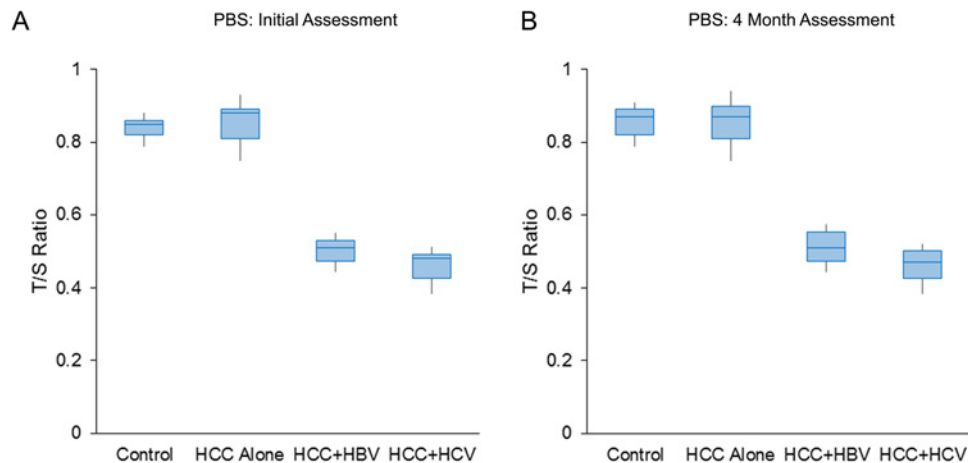 A
PBS: Initial Assessment
T/S Ratio
1
0.8
0.6
0.4
0.2
0
Control HCC Alone HCC+HBV HCC+HCV
B
PBS: 4 Month Assessment
T/S Ratio
1
0.8
0.6
0.4
0.2
0
Control HCC Alone HCC+HBV HCC+HCV